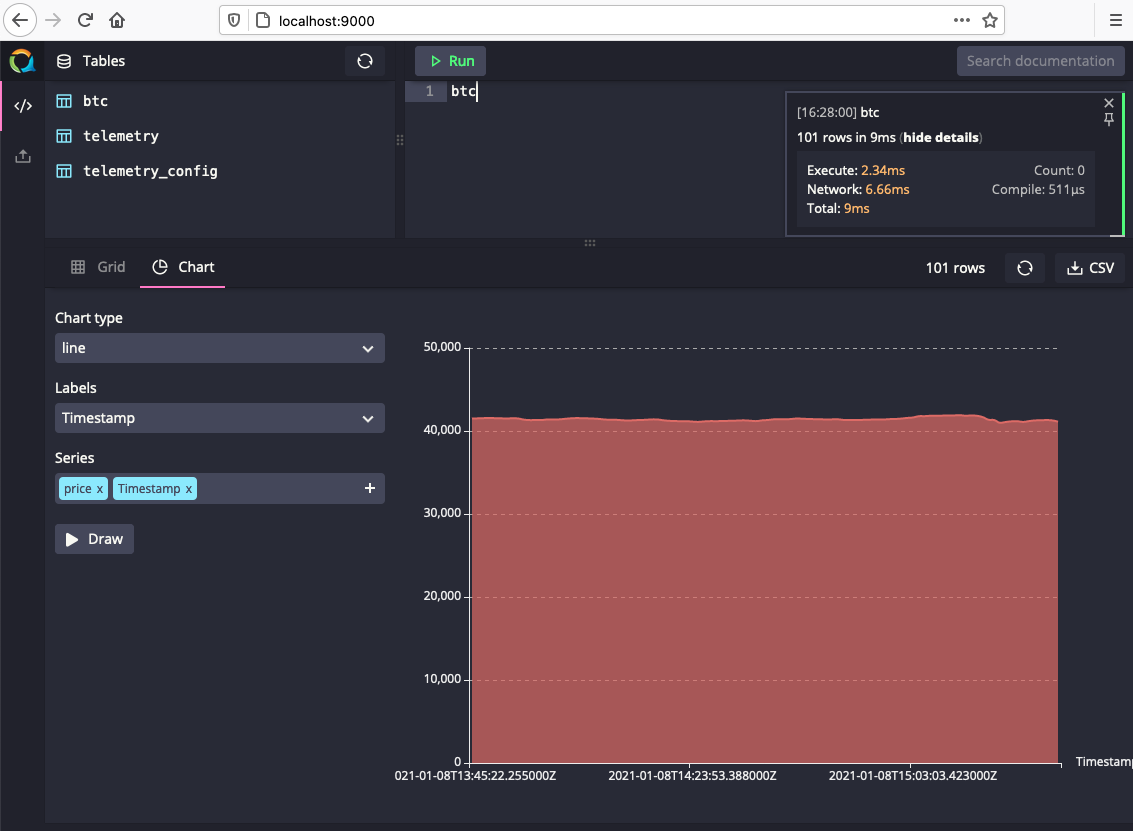 localhost:9000
Tables
Run
Search documentation
btc
telemetry
telemetry_config
1 btc
[16:28:00] btc
101 rows in 9ms (hide details)
Execute: 2.34ms Count: 0
Network: 6.66ms Compile: 511µs
Total: 9ms
Grid Chart
101 rows
CSV
Chart type
line
Labels
Timestamp
Series
price x Timestamp x +
Draw
50,000
40,000
30,000
20,000
10,000
0
021-01-08T13:45:22.255000Z 2021-01-08T14:23:53.388000Z 2021-01-08T15:03:03.423000Z
Timestam